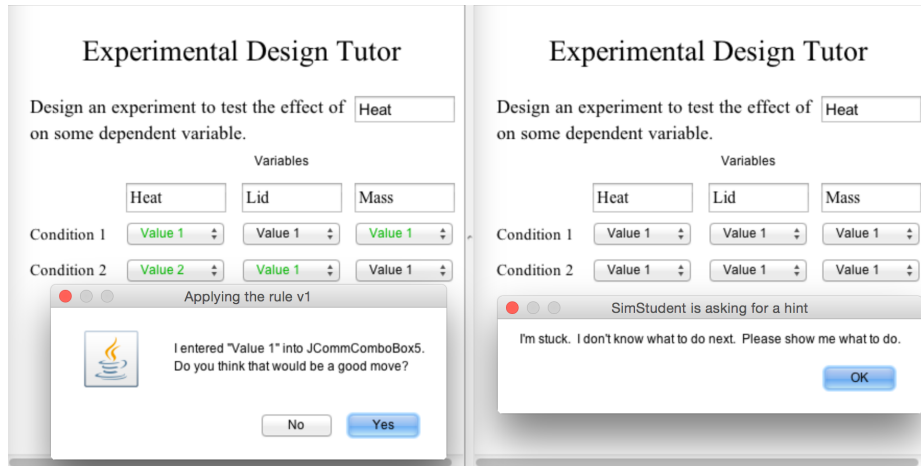 Experimental Design Tutor
Design an experiment to test the effect of Heat
on some dependent variable.
Variables
Heat Lid Mass
Condition 1 Value 1 Value 1 Value 1
Condition 2 Value 2 Value 1 Value 1
Applying the rule v1
I entered "Value 1" into JCommComboBox5.
Do you think that would be a good move?
No Yes
Experimental Design Tutor
Design an experiment to test the effect of Heat
on some dependent variable.
Variables
Heat Lid Mass
Condition 1 Value 1 Value 1 Value 1
Condition 2 Value 1 Value 1 Value 1
SimStudent is asking for a hint
I'm stuck. I don't know what to do next. Please show me what to do.
OK